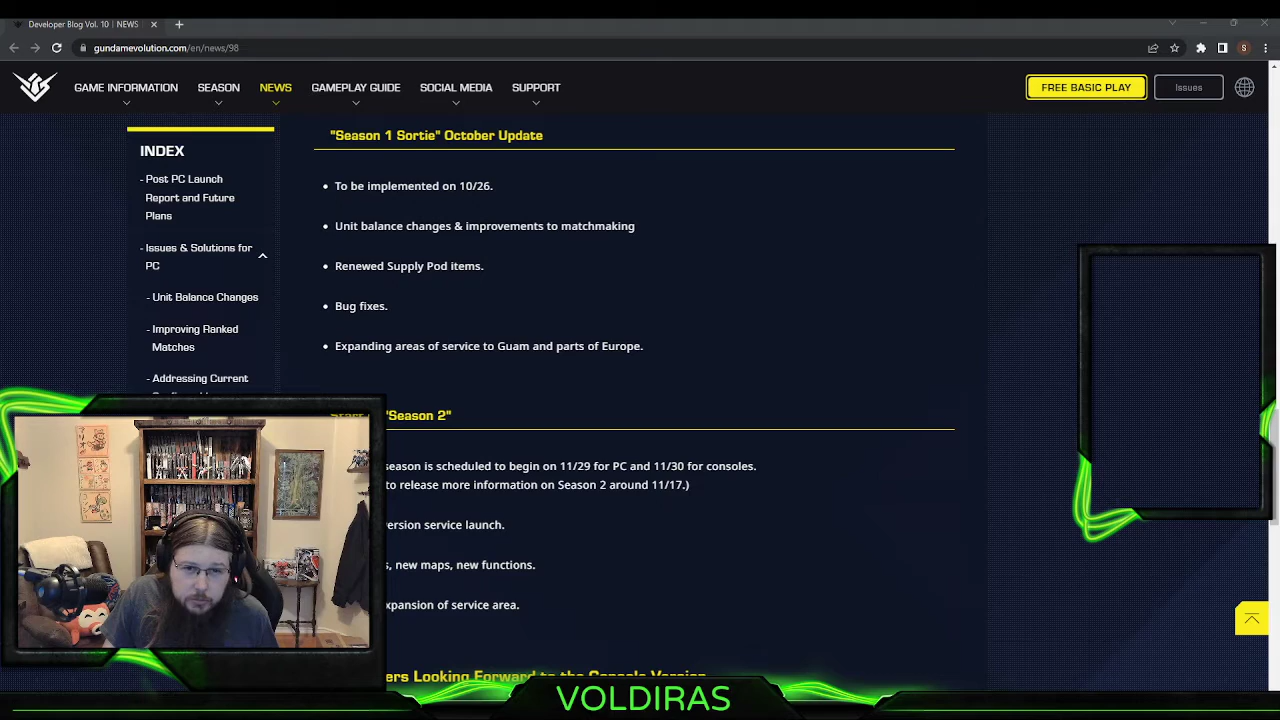 Developer Blog Vol. 10 | NEWS
gundamevolution.com/en/news/98
GAME INFORMATION
SEASON
NEWS
GAMEPLAY GUIDE
SOCIAL MEDIA
SUPPORT
FREE BASIC PLAY
Issues
INDEX
- Post PC Launch
Report and Future
Plans
- Issues & Solutions for
PC
- Unit Balance Changes
- Improving Ranked
Matches
- Addressing Current
"Season 1 Sortie" October Update
• To be implemented on 10/26.
• Unit balance changes & improvements to matchmaking
• Renewed Supply Pod items.
• Bug fixes.
• Expanding areas of service to Guam and parts of Europe.
"Season 2"
season is scheduled to begin on 11/29 for PC and 11/30 for consoles.
to release more information on Season 2 around 11/17.)
version service launch.
, new maps, new functions.
expansion of service area.
Looking Forward to the Console Version
VOLDIRAS